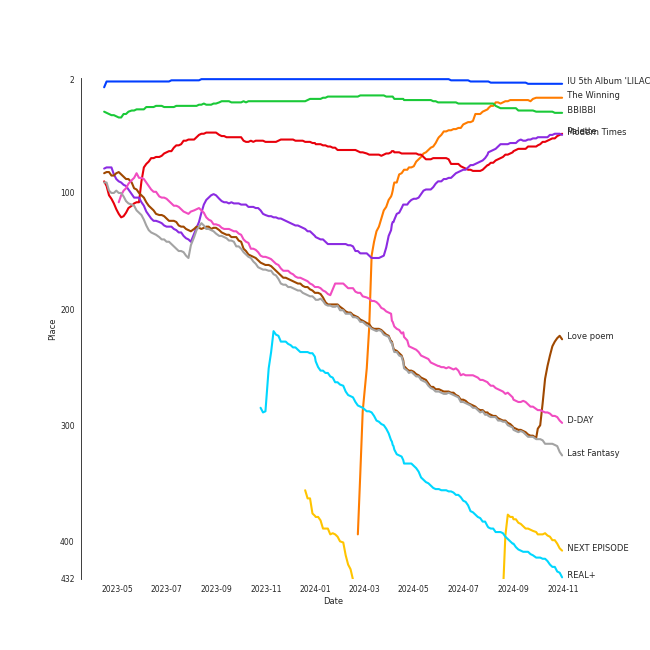 2
100
200
300
400
432
Place
2023-05
2023-07
2023-09
2023-11
2024-01
2024-03
2024-05
2024-07
2024-09
2024-11
Date
IU 5th Album 'LILAC
The Winning
BBIBBI
Palette
Modern Times
Love poem
D-DAY
Last Fantasy
NEXT EPISODE
REAL+